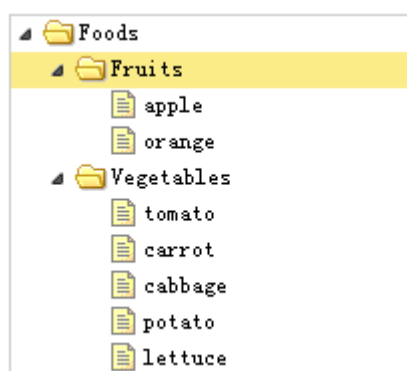 Foods
Fruits
apple
orange
Vegetables
tomato
carrot
cabbage
potato
lettuce